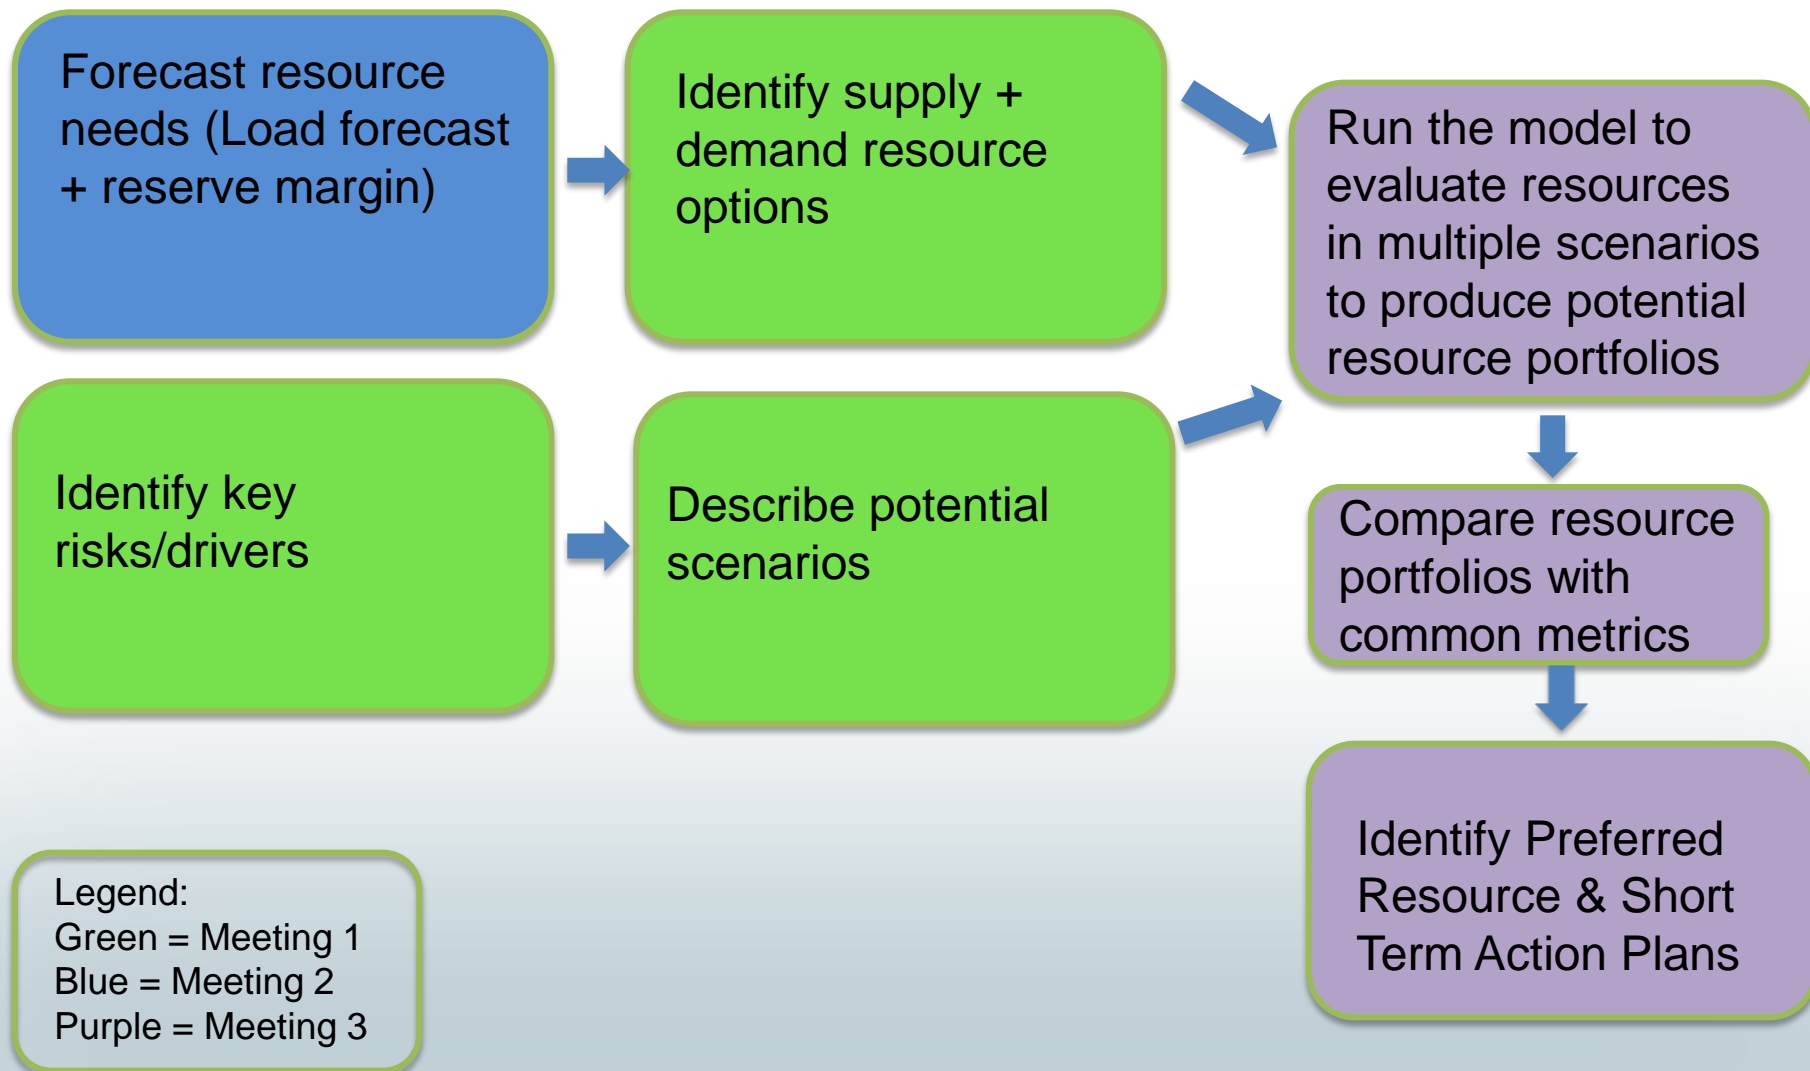 Forecast resource
needs (Load forecast
+ reserve margin)
Identify supply +
demand resource
options
Run the model to
evaluate resources
in multiple scenarios
to produce potential
resource portfolios
Identify key
risks/drivers
Describe potential
scenarios
Compare resource
portfolios with
common metrics
Identify Preferred
Resource & Short
Term Action Plans
Legend:
Green = Meeting 1
Blue = Meeting 2
Purple = Meeting 3